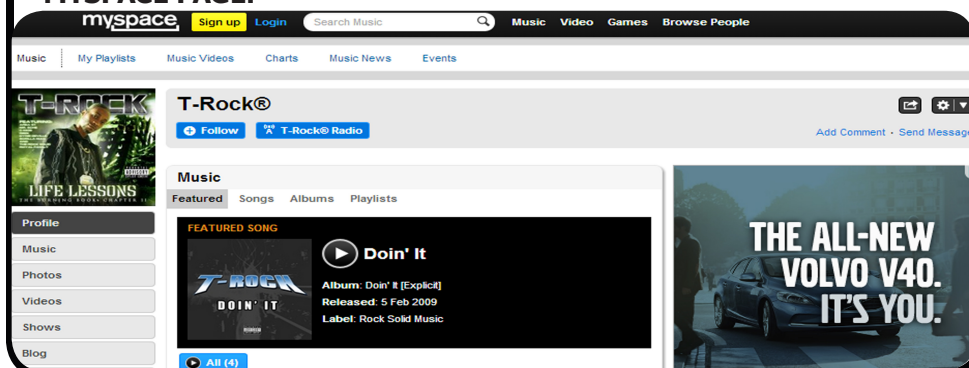 MYSPACE PAGE.
myspace Sign up Login Search Music Music Video Games Browse People
Music My Playlists Music Videos Charts Music News Events
T-ROCK
LIFE LESSONS
T-Rock®
Follow T-Rock® Radio
Add Comment - Send Message
Profile
Music
Photos
Videos
Shows
Blog
Music
Featured Songs Albums Playlists
FEATURED SONG
T-ROCK
DOIN' IT
Doin' It
Album: Doin' It [Explicit]
Released: 5 Feb 2009
Label: Rock Solid Music
All (4)
THE ALL-NEW
VOLVO V40.
IT'S YOU.